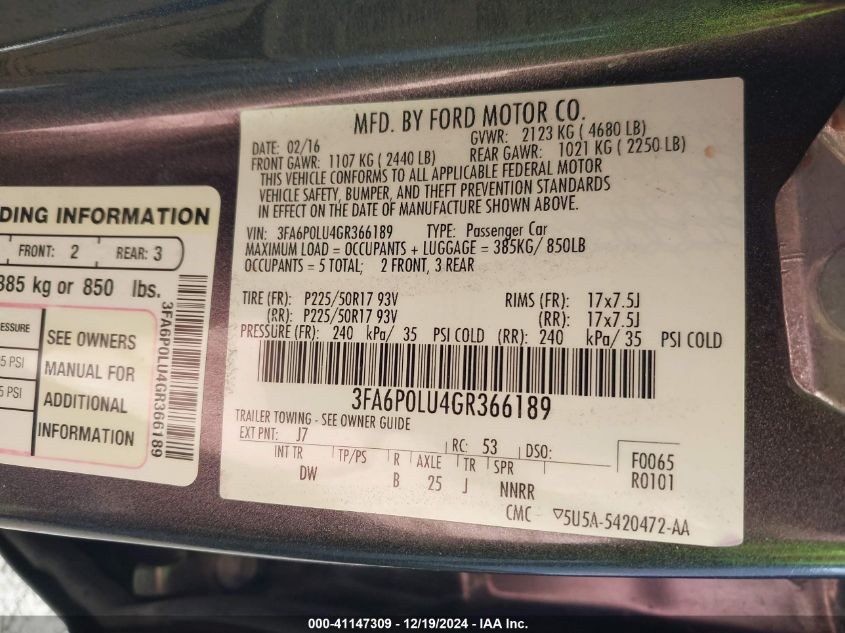 MFD. BY FORD MOTOR CO.
DATE: 02/16 GVWR: 2123 KG ( 4680 LB)
FRONT GAWR: 1107 KG ( 2440 LB) REAR GAWR: 1021 KG ( 2250 LB)
THIS VEHICLE CONFORMS TO ALL APPLICABLE FEDERAL MOTOR
VEHICLE SAFETY, BUMPER, AND THEFT PREVENTION STANDARDS
IN EFFECT ON THE DATE OF MANUFACTURE SHOWN ABOVE.
VIN: 3FA6P0LU4GR366189 TYPE: Passenger Car
MAXIMUM LOAD = OCCUPANTS + LUGGAGE = 385KG/ 850LB
OCCUPANTS = 5 TOTAL; 2 FRONT, 3 REAR
TIRE (FR): P225/50R17 93V RIMS (FR): 17x7.5J
(RR): P225/50R17 93V (RR): 17x7.5J
PRESSURE (FR): 240 kPa/ 35 PSI COLD (RR): 240 kPa/ 35 PSI COLD
3FA6P0LU4GR366189
TRAILER TOWING - SEE OWNER GUIDE
EXT PNT: J7 RC: 53 DSO:
INT TR TP/PS R AXLE TR SPR
DW B 25 J NNRR
F0065
R0101
CMC ▽5U5A-5420472-AA
DING INFORMATION
FRONT: 2 REAR: 3
385 kg or 850 lbs.
3FA6P0LU4GR366189
ESSURE
5 PSI
5 PSI
SEE OWNERS
MANUAL FOR
ADDITIONAL
INFORMATION
000-41147309 - 12/19/2024 - IAA Inc.